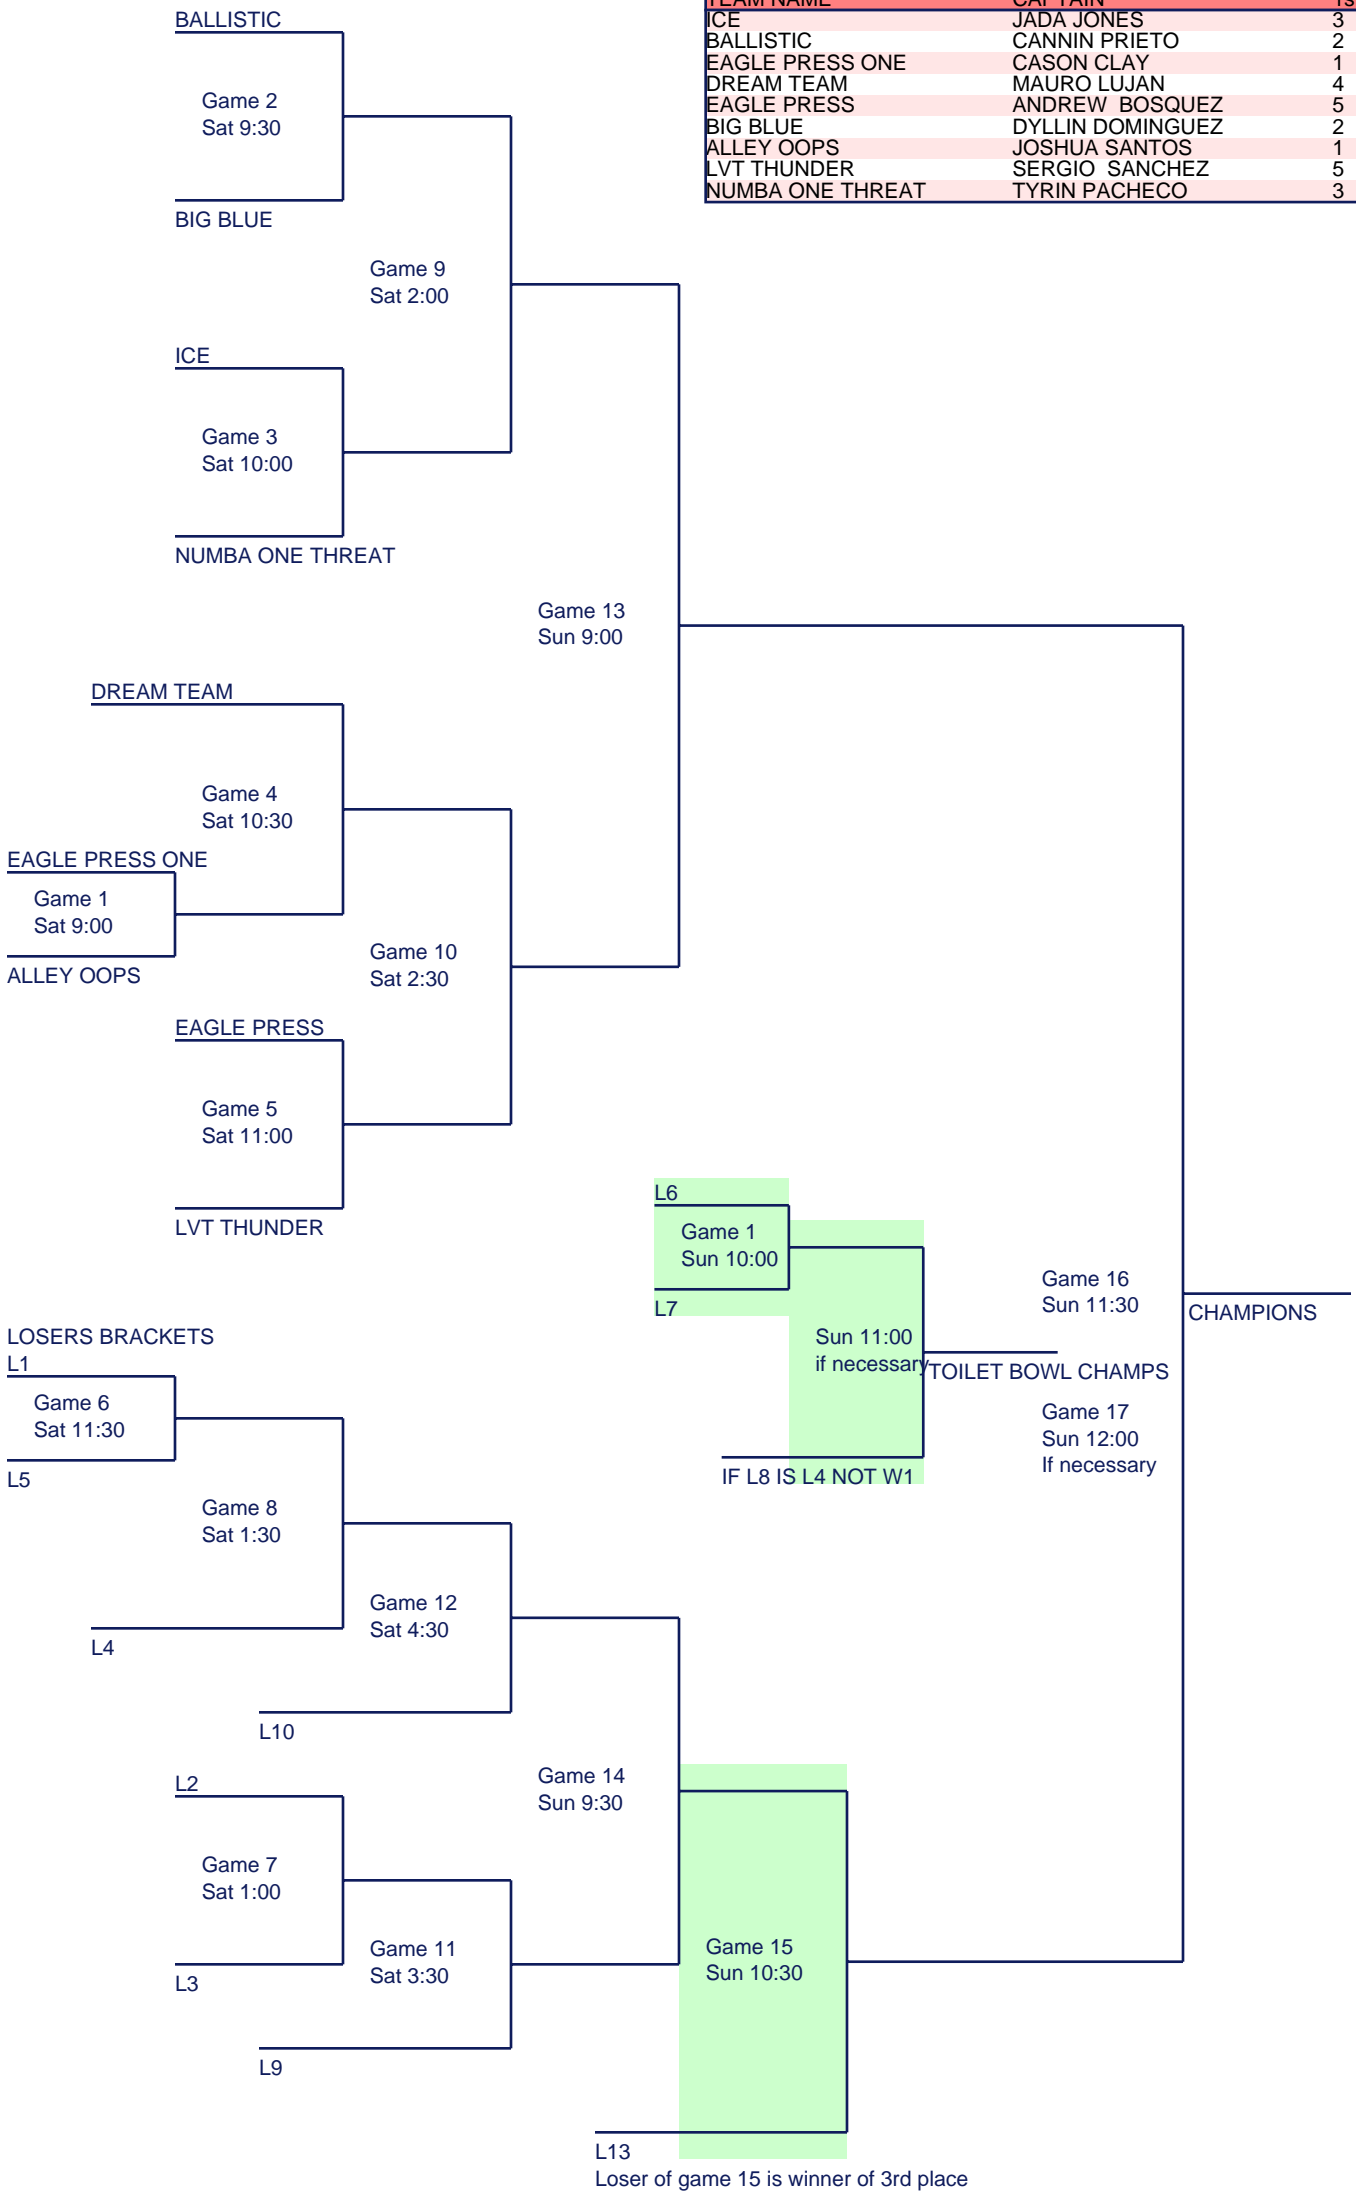 TEAM NAME CAPTAIN
ICE JADA JONES 3
BALLISTIC CANNIN PRIETO 2
EAGLE PRESS ONE CASON CLAY 1
DREAM TEAM MAURO LUJAN 4
EAGLE PRESS ANDREW  BOSQUEZ 5
BIG BLUE DYLLIN DOMINGUEZ 2
ALLEY OOPS JOSHUA SANTOS 1
LVT THUNDER SERGIO  SANCHEZ 5
NUMBA ONE THREAT TYRIN PACHECO 3
BALLISTIC
Game 2
Sat 9:30
BIG BLUE
Game 9
Sat 2:00
ICE
Game 3
Sat 10:00
NUMBA ONE THREAT
Game 13
Sun 9:00
DREAM TEAM
Game 4
Sat 10:30
EAGLE PRESS ONE
Game 1
Sat 9:00
ALLEY OOPS
Game 10
Sat 2:30
EAGLE PRESS
Game 5
Sat 11:00
LVT THUNDER
L6
Game 1
Sun 10:00
L7
Sun 11:00
if necessary
TOILET BOWL CHAMPS
IF L8 IS L4 NOT W1
Game 16
Sun 11:30
CHAMPIONS
Game 17
Sun 12:00
If necessary
LOSERS BRACKETS
L1
Game 6
Sat 11:30
L5
Game 8
Sat 1:30
L4
Game 12
Sat 4:30
L10
Game 14
Sun 9:30
L2
Game 7
Sat 1:00
L3
Game 11
Sat 3:30
L9
Game 15
Sun 10:30
L13
Loser of game 15 is winner of 3rd place